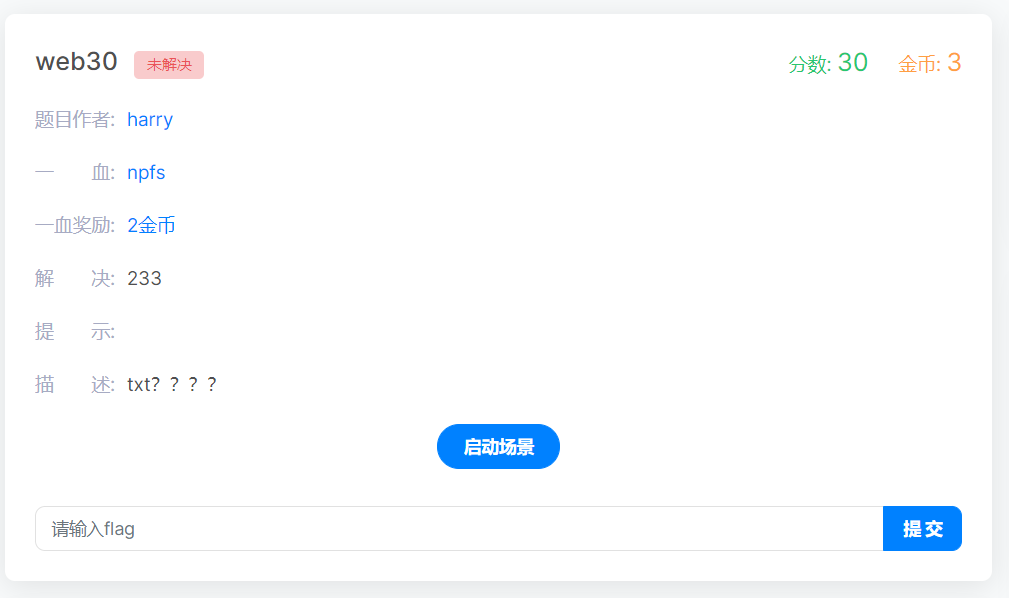 web30 未解决 分数: 30 金币: 3
题目作者: harry
一 血: npfs
一血奖励: 2金币
解 决: 233
提 示:
描 述: txt？？？？
启动场景
请输入flag 提交